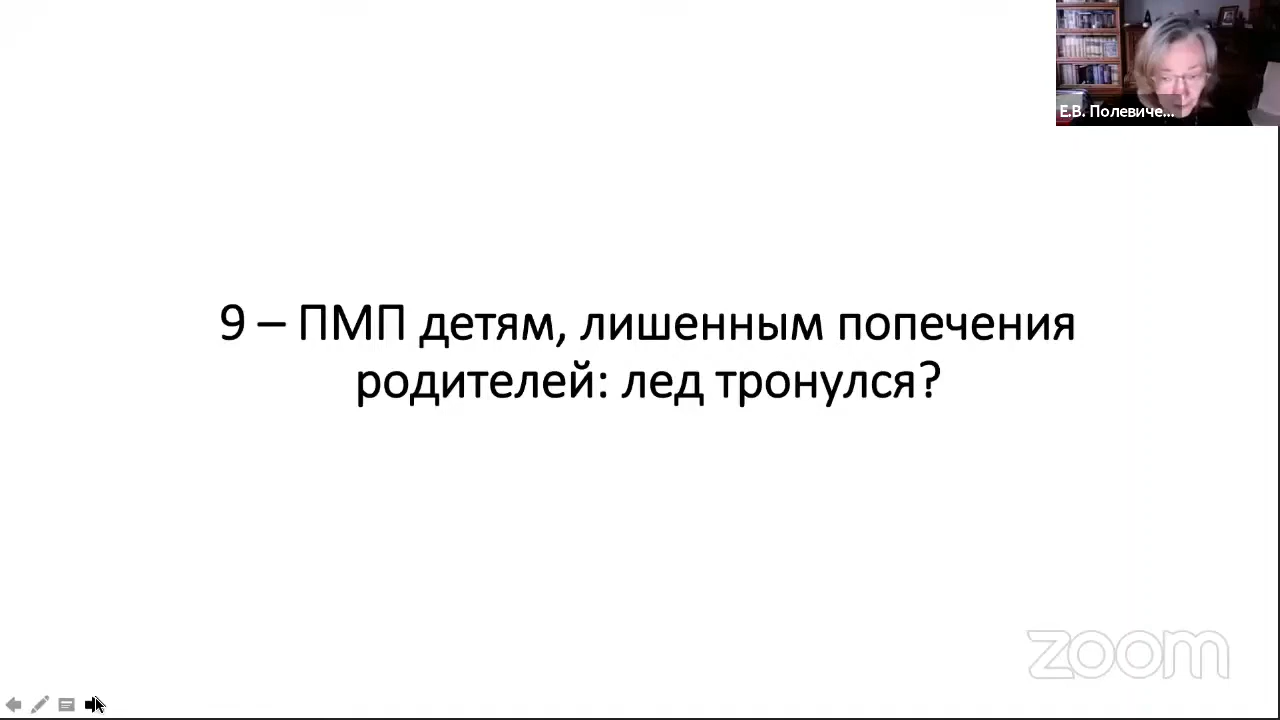 Е.В. Полевиче...
9 – ПМП детям, лишенным попечения
родителей: лед тронулся?
zoom